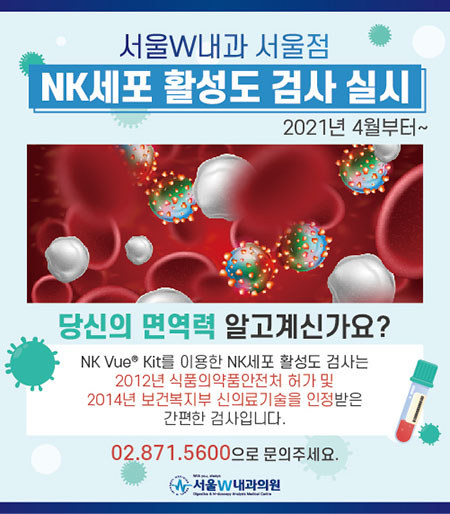 서울W내과 서울점
NK세포 활성도 검사 실시
2021년 4월부터~
당신의 면역력 알고계신가요?
NK Vue® Kit를 이용한 NK세포 활성도 검사는
2012년 식품의약품안전처 허가 및
2014년 보건복지부 신의료기술을 인정받은
간편한 검사입니다.
02.871.5600으로 문의주세요.
서울W내과의원